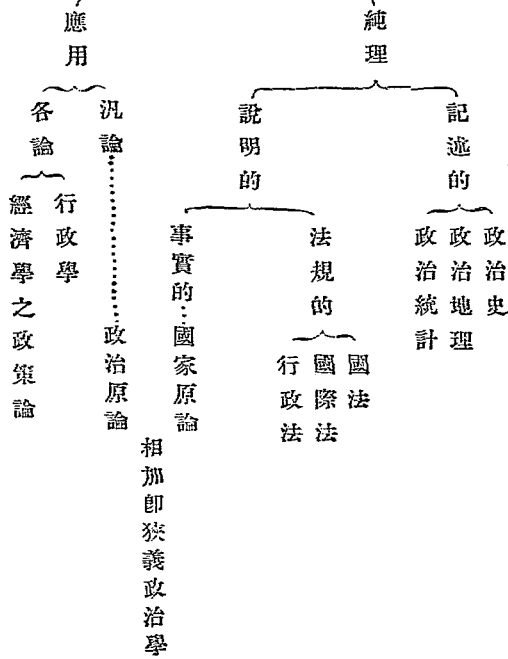 純理
記述的
政治史
政治地理
政治統計
說明的
法規的
國法
國際法
行政法
事實的⋯國家原論
應用
汎論⋯⋯⋯⋯政治原論
各論
行政學
經濟學之政策論
相加卽狹義政治學